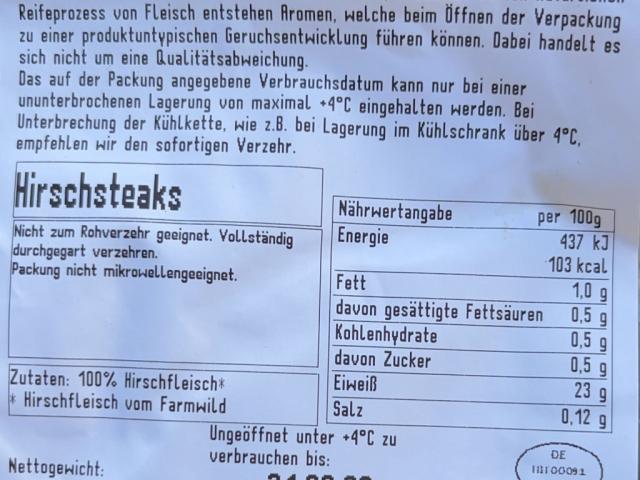 Reifeprozess von Fleisch entstehen Aromen, welche beim Öffnen der Verpackung
zu einer produktuntypischen Geruchsentwicklung führen können. Dabei handelt es
sich nicht um eine Qualitätsabweichung.
Das auf der Packung angegebene Verbrauchsdatum kann nur bei einer
ununterbrochenen Lagerung von maximal +4°C eingehalten werden. Bei
Unterbrechung der Kühlkette, wie z.B. bei Lagerung im Kühlschrank über 4°C,
empfehlen wir den sofortigen Verzehr.
Hirschsteaks
Nicht zum Rohverzehr geeignet. Vollständig
durchgegart verzehren.
Packung nicht mikrowellengeeignet.
Zutaten: 100% Hirschfleisch*
* Hirschfleisch vom Farmwild
Nährwertangabe per 100g
Energie 437 kJ
103 kcal
Fett 1,0 g
davon gesättigte Fettsäuren 0,5 g
Kohlenhydrate 0,5 g
davon Zucker 0,5 g
Eiweiß 23 g
Salz 0,12 g
Ungeöffnet unter +4°C zu
verbrauchen bis:
Nettogewicht:
DE